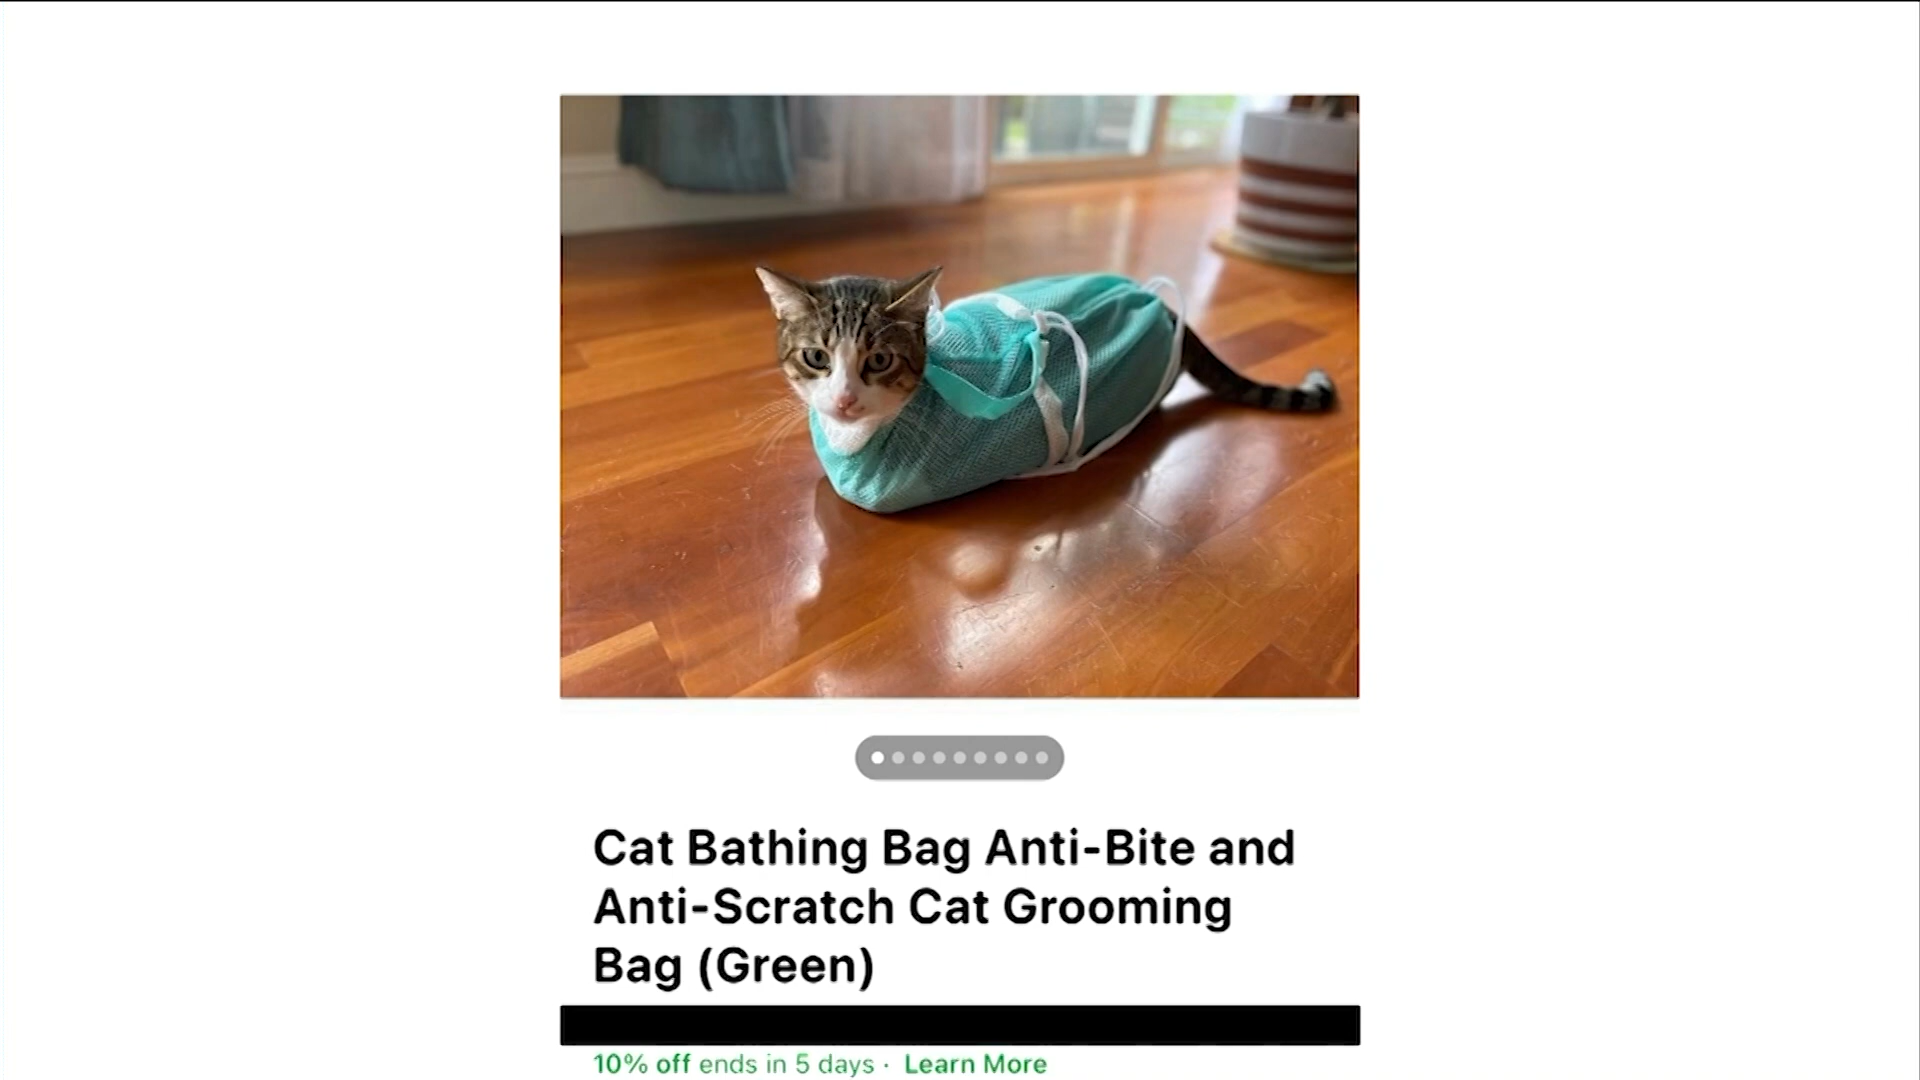 Cat Bathing Bag Anti-Bite and
Anti-Scratch Cat Grooming
Bag (Green)
10% off ends in 5 days · Learn More